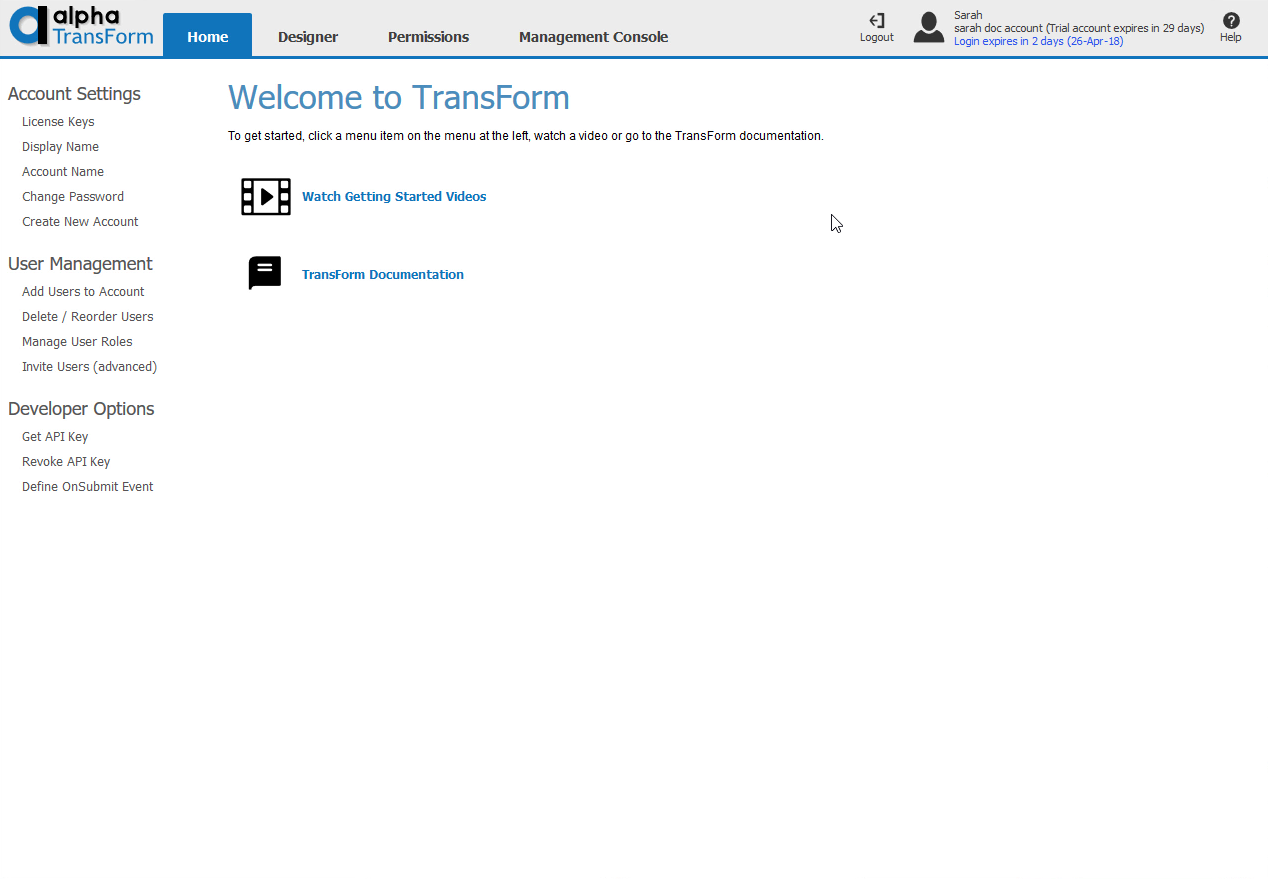 alpha
TransForm
Home
Designer
Permissions
Management Console
Logout
Sarah
sarah doc account (Trial account expires in 29 days)
Login expires in 2 days (26-Apr-18)
Help
Account Settings
License Keys
Display Name
Account Name
Change Password
Create New Account
User Management
Add Users to Account
Delete / Reorder Users
Manage User Roles
Invite Users (advanced)
Developer Options
Get API Key
Revoke API Key
Define OnSubmit Event
Welcome to TransForm
To get started, click a menu item on the menu at the left, watch a video or go to the TransForm documentation.
Watch Getting Started Videos
TransForm Documentation